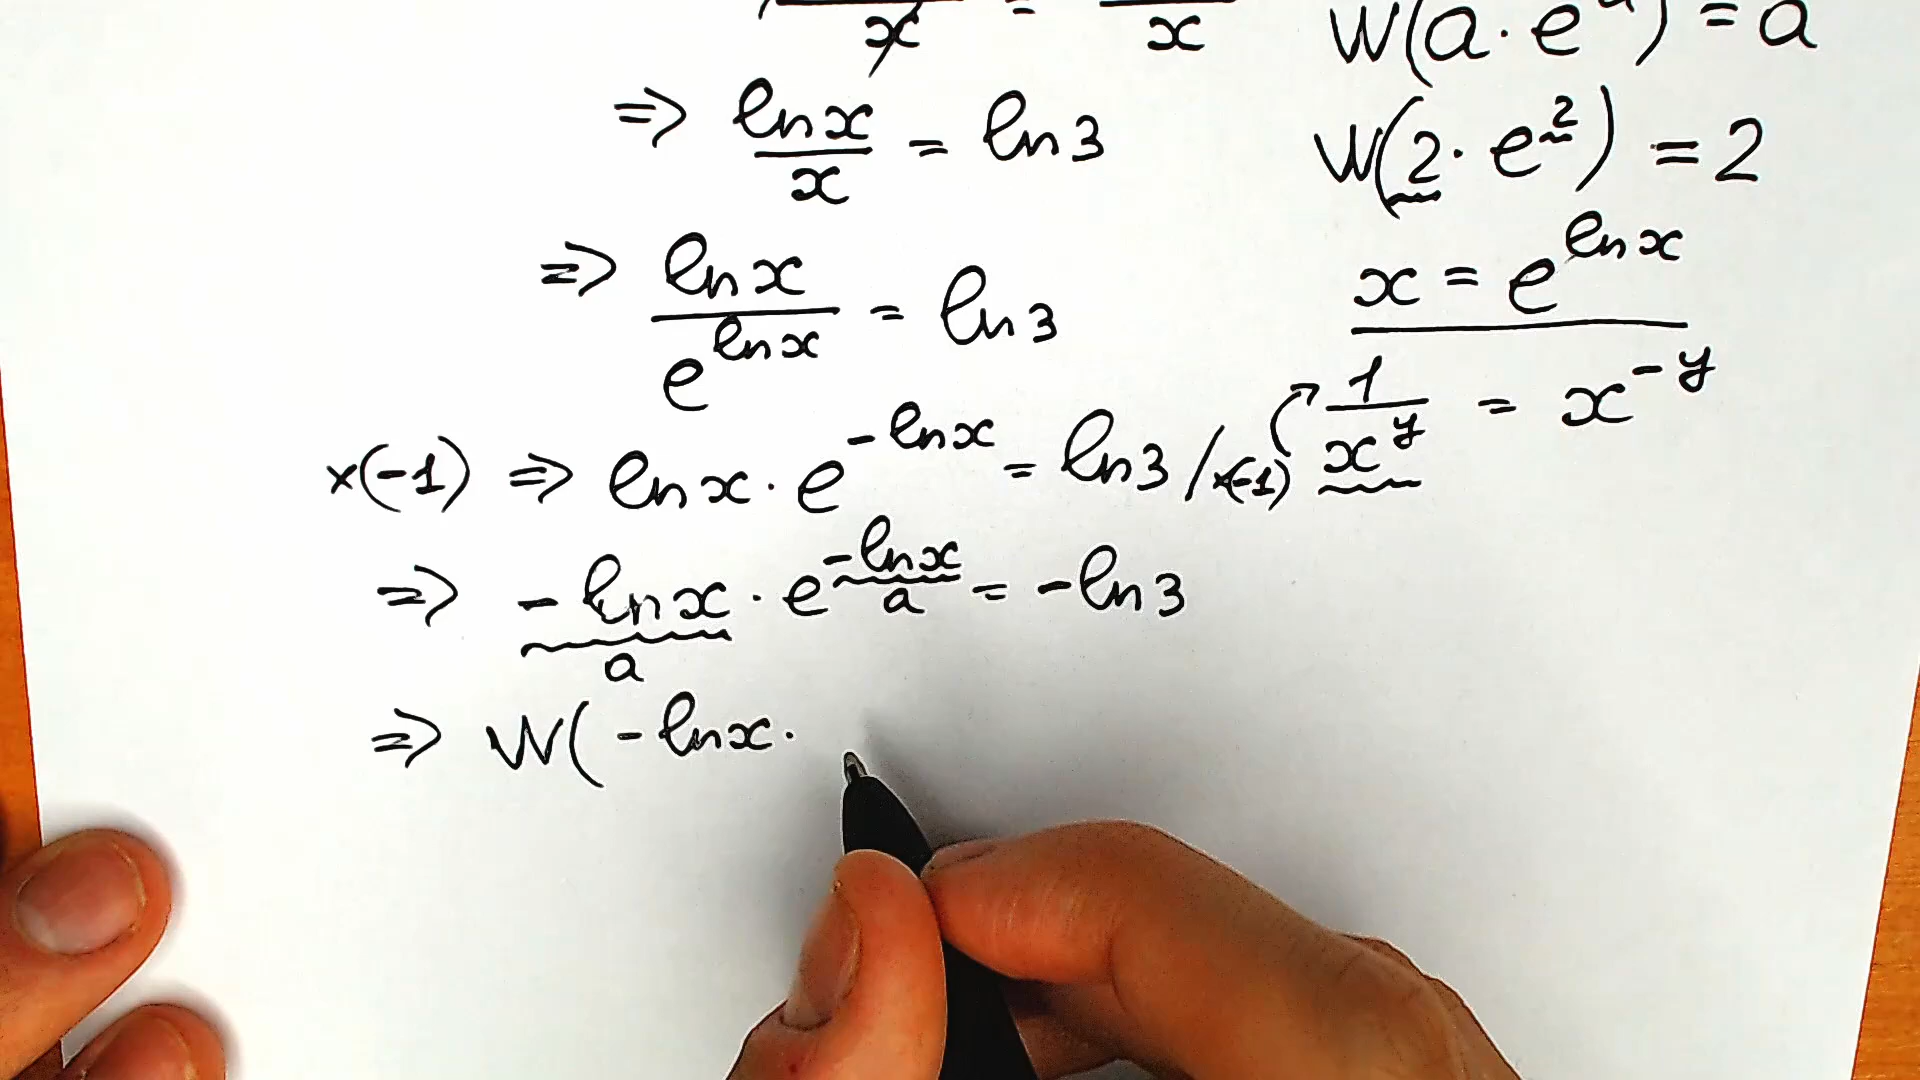 x = x W(a · e^a) = a
=> ln x / x = ln 3 W(2 · e^2) = 2
=> ln x / e^(ln x) = ln 3 x = e^(ln x)
x(-1) => ln x · e^(-ln x) = ln 3 / x(-1) 1 / x^y = x^(-y)
=> -ln x · e^(-ln x) = -ln 3
a a
=> W( - ln x ·